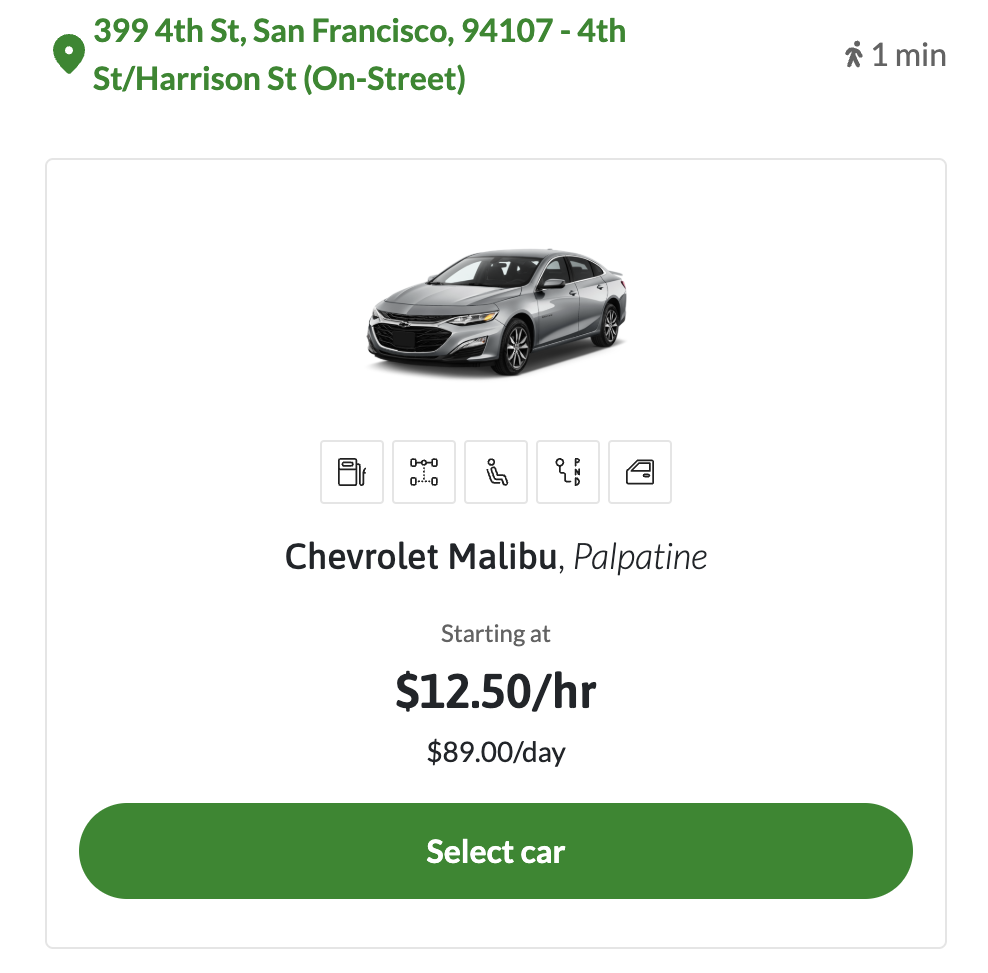 399 4th St, San Francisco, 94107 - 4th
St/Harrison St (On-Street)
1 min
P
N
D
Chevrolet Malibu, Palpatine
Starting at
$12.50/hr
$89.00/day
Select car